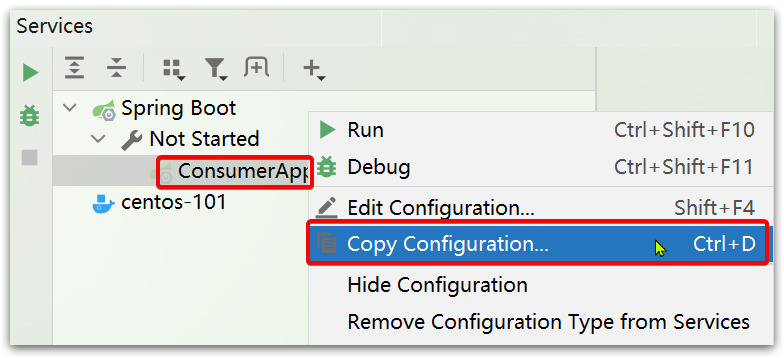 Services
Spring Boot
Not Started
ConsumerApp
centos-101
Run Ctrl+Shift+F10
Debug Ctrl+Shift+F11
Edit Configuration... Shift+F4
Copy Configuration... Ctrl+D
Hide Configuration
Remove Configuration Type from Services